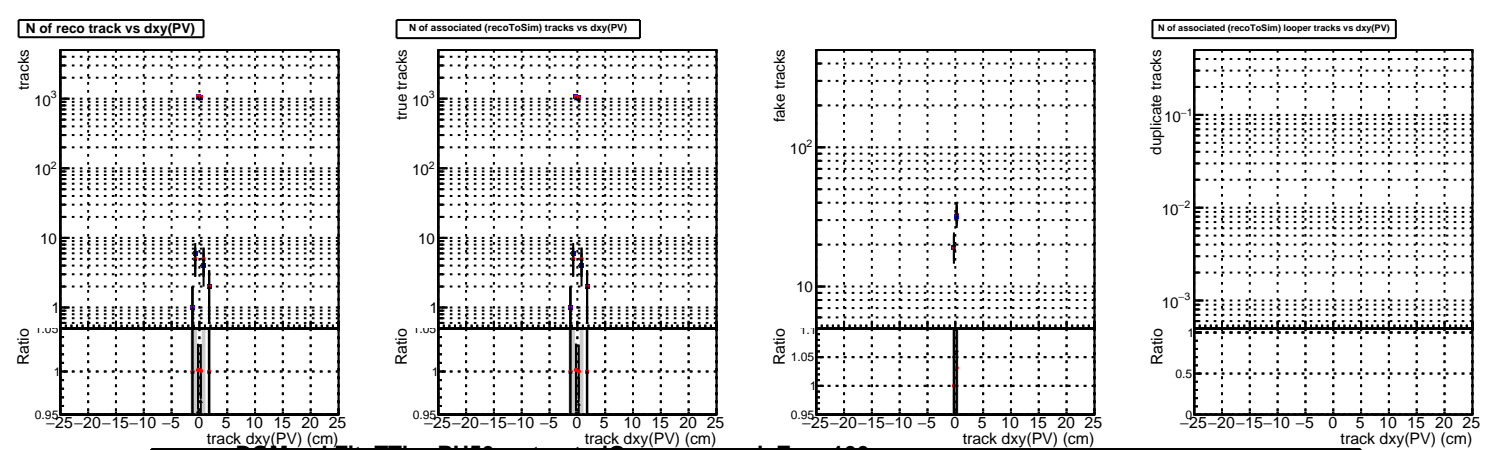 N of reco track vs dxy(PV)
tracks
10³
10²
10
1
1.05
Ratio
1
0.95
−25 −20 −15 −10 −5 0 5 10 15 20 25
track dxy(PV) (cm)
N of associated (recoToSim) tracks vs dxy(PV)
true tracks
10³
10²
10
1
1.05
Ratio
1
0.95
−25 −20 −15 −10 −5 0 5 10 15 20 25
track dxy(PV) (cm)
fake tracks
10²
10
1.1
Ratio
1.05
1
0.95
−25 −20 −15 −10 −5 0 5 10 15 20 25
track dxy(PV) (cm)
N of associated (recoToSim) looper tracks vs dxy(PV)
duplicate tracks
10⁻¹
10⁻²
10⁻³
1
Ratio
0.5
0
−25 −20 −15 −10 −5 0 5 10 15 20 25
track dxy(PV) (cm)